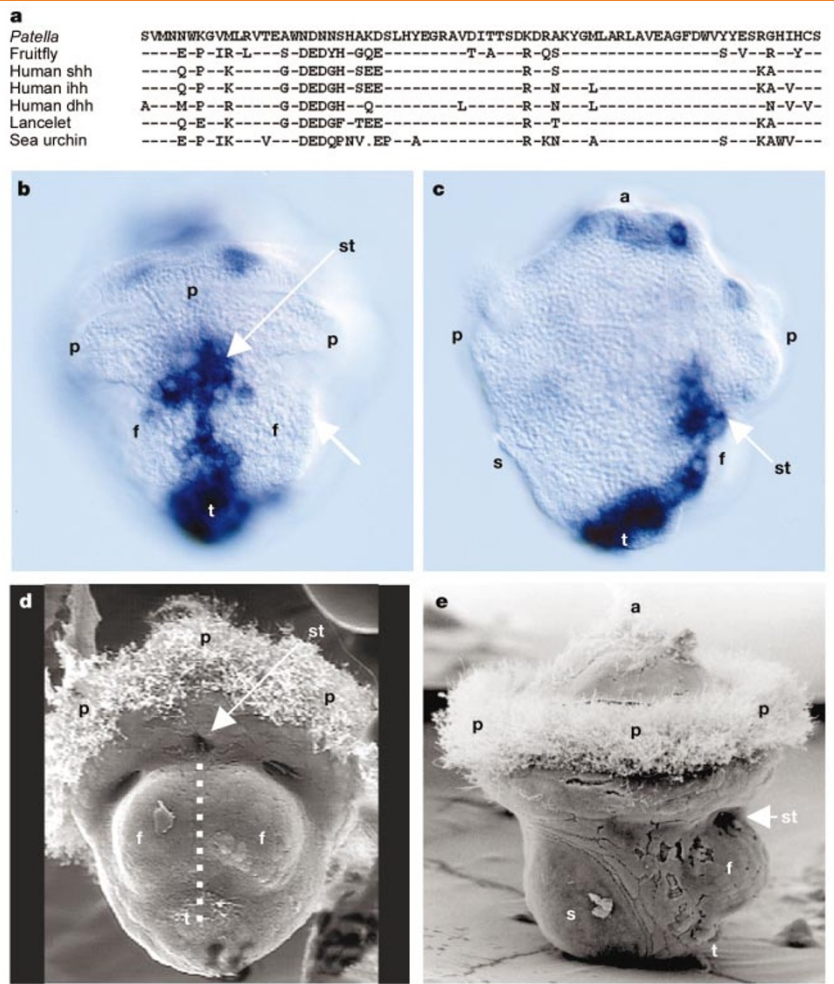 a
Patella SVMNNWKGVMLRVTEAWNDNNSHAKDSLHYEGRAVDITTSDKDRAKYGMLARLAVEAGFDWVYYESRGHIHCS
Fruitfly ----E-P-IR-L---S-DEDYH-GQE---------T-A---R-QS-----------------S-V--R--Y--
Human shh ----Q-P--K-----G-DEDGH-SEE---------------R--S---------------------KA-----
Human ihh ----Q-P--K-----G-DEDGH-SEE---------------R--N---L-----------------KA-V---
Human dhh A---M-P--R-----G-DEDGH--Q---------L------R--N---L------------------N-V-V-
Lancelet ----Q-E--K-----G-DEDGF-TEE---------------R--T---------------------KA-----
Sea urchin ----E-P-IK---V---DEDQPNV.EP--A-----------R-KN---A-------------S---KAWV---
b
st
p
p
p
f
f
t
c
a
p
p
s
f
st
t
d
p
st
p
p
f
f
t
e
a
p
p
p
st
f
s
t